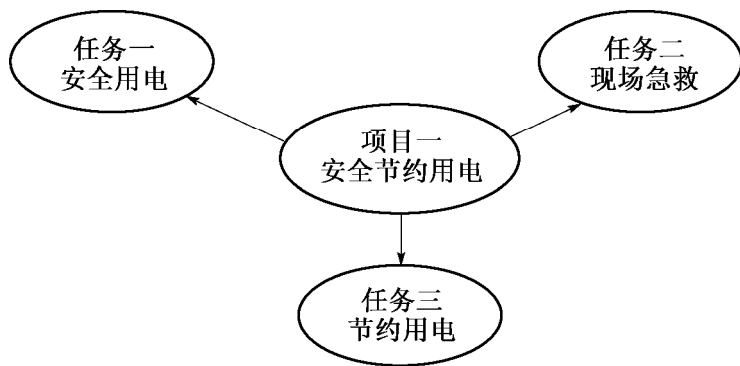 任务一
安全用电
任务二
现场急救
项目一
安全节约用电
任务三
节约用电